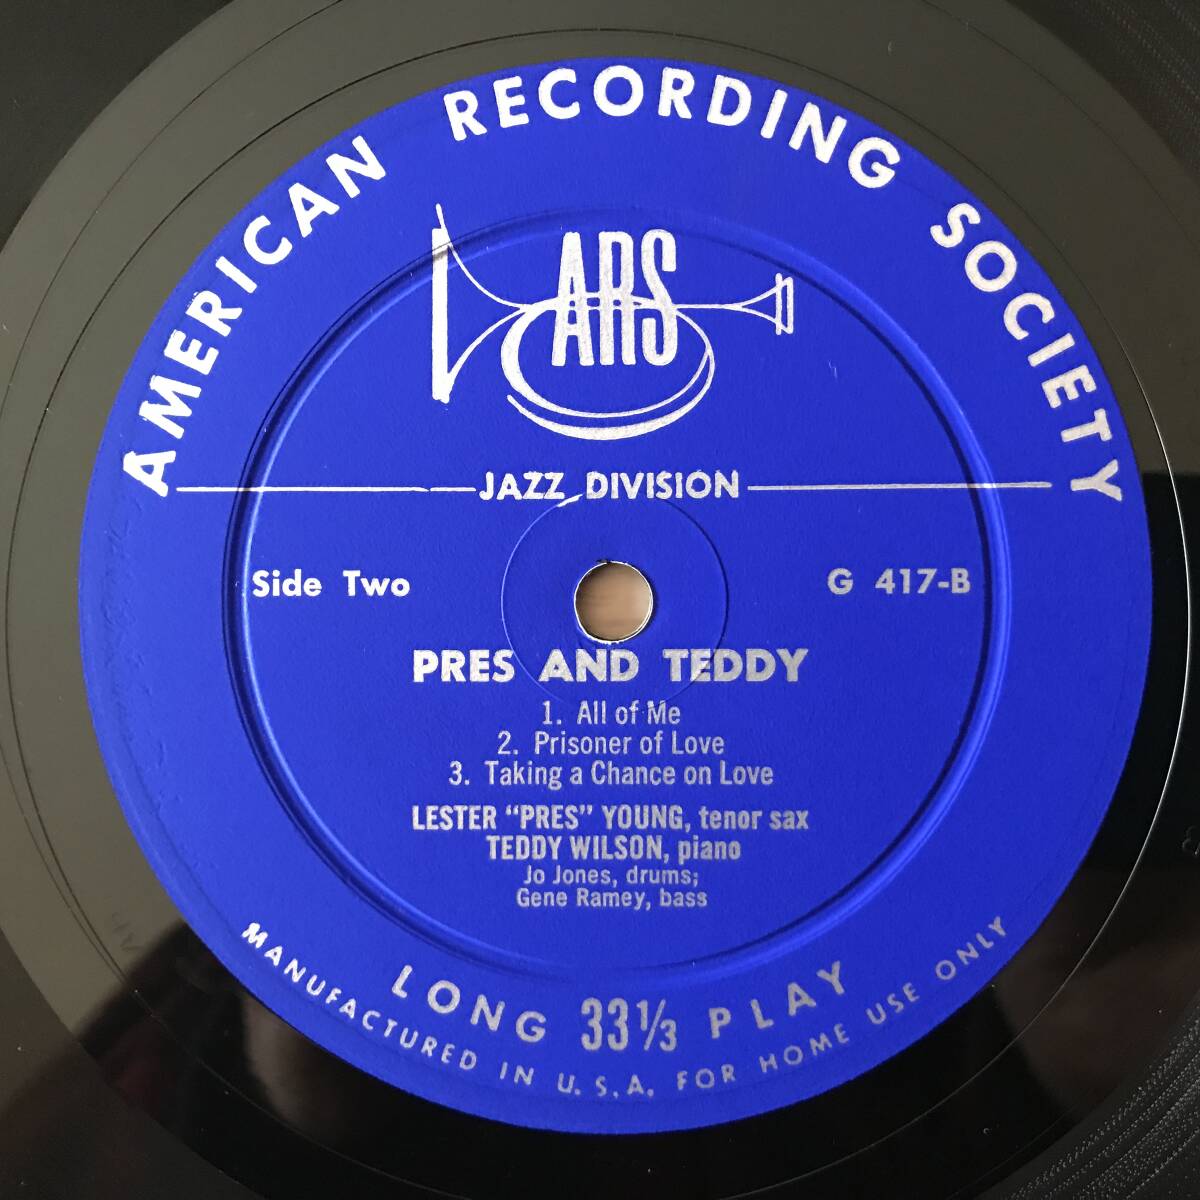 AMERICAN RECORDING SOCIETY
ARS
JAZZ DIVISION
Side Two
G 417-B
PRES AND TEDDY
1. All of Me
2. Prisoner of Love
3. Taking a Chance on Love
LESTER "PRES" YOUNG, tenor sax
TEDDY WILSON, piano
Jo Jones, drums;
Gene Ramey, bass
LONG 33⅓ PLAY
MANUFACTURED IN U.S.A. FOR HOME USE ONLY